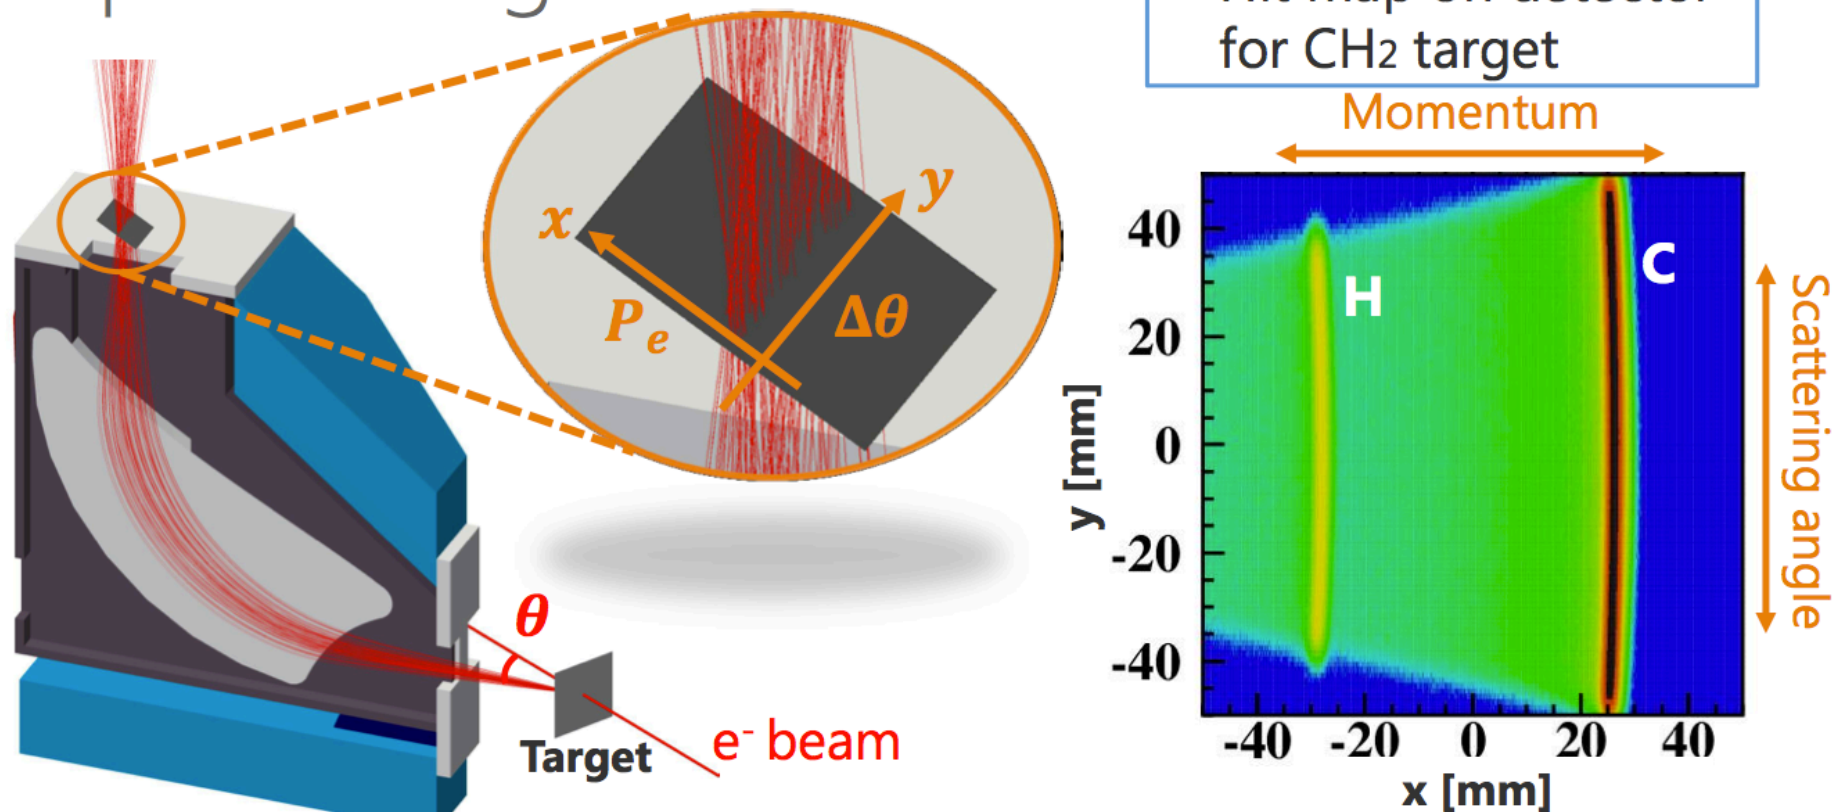 for CH2 target
Momentum
x
y
Pe
Δθ
H
C
40
20
0
-20
-40
y [mm]
-40 -20 0 20 40
x [mm]
Scattering angle
θ
Target
e- beam